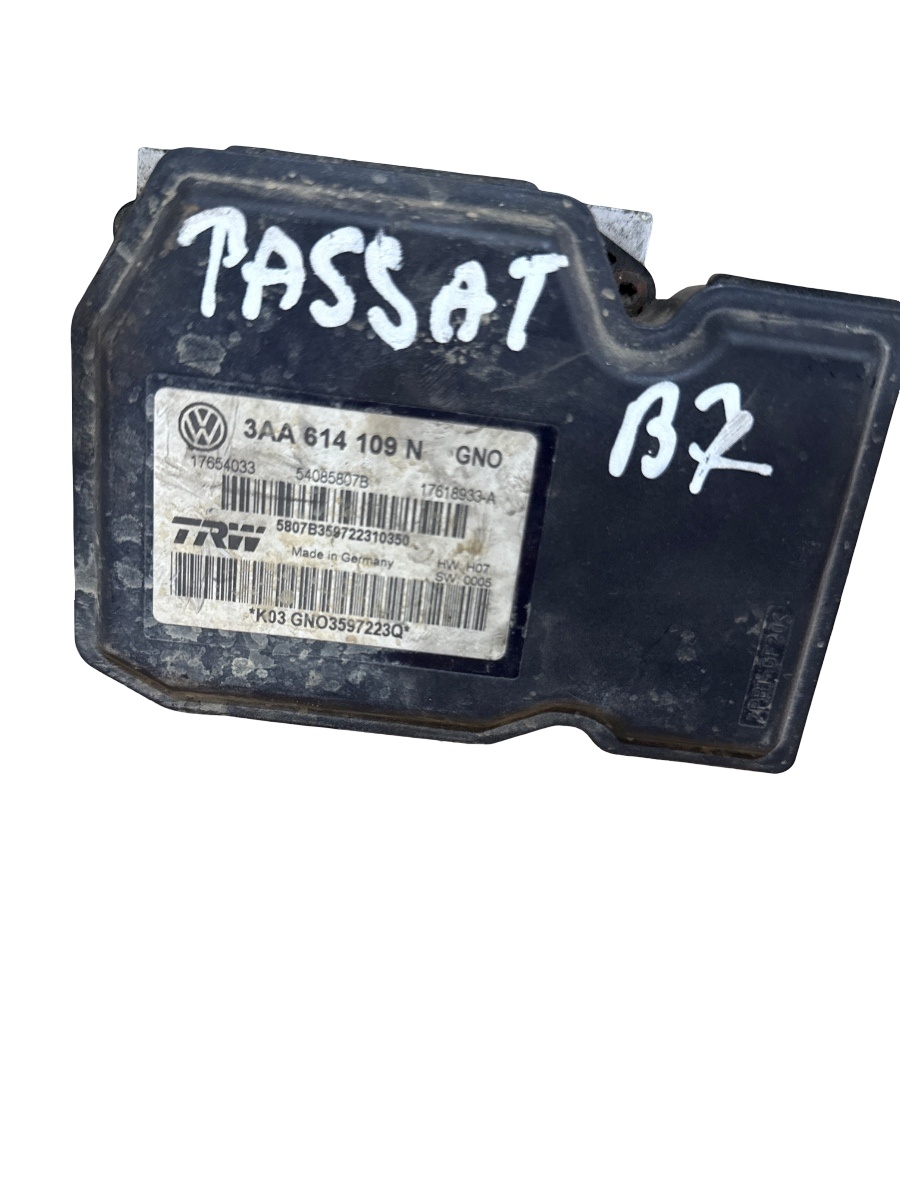 PASSAT
B7
VW
3AA 614 109 N GNO
17654033 54085807B 17618933-A
TRW 5807B359722310350
Made in Germany HW H07
SW 0005
*K03 GNO3597223Q*